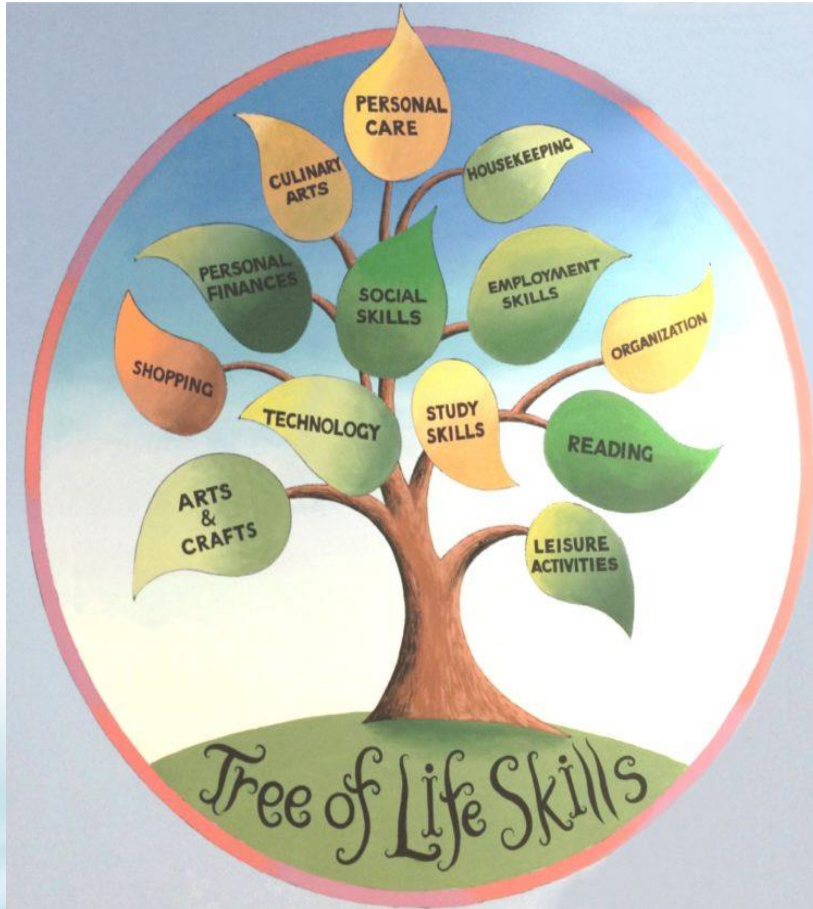 PERSONAL
CARE
CULINARY
ARTS
HOUSEKEEPING
PERSONAL
FINANCES
SOCIAL
SKILLS
EMPLOYMENT
SKILLS
ORGANIZATION
SHOPPING
TECHNOLOGY
STUDY
SKILLS
READING
ARTS
&
CRAFTS
LEISURE
ACTIVITIES
Tree of Life Skills